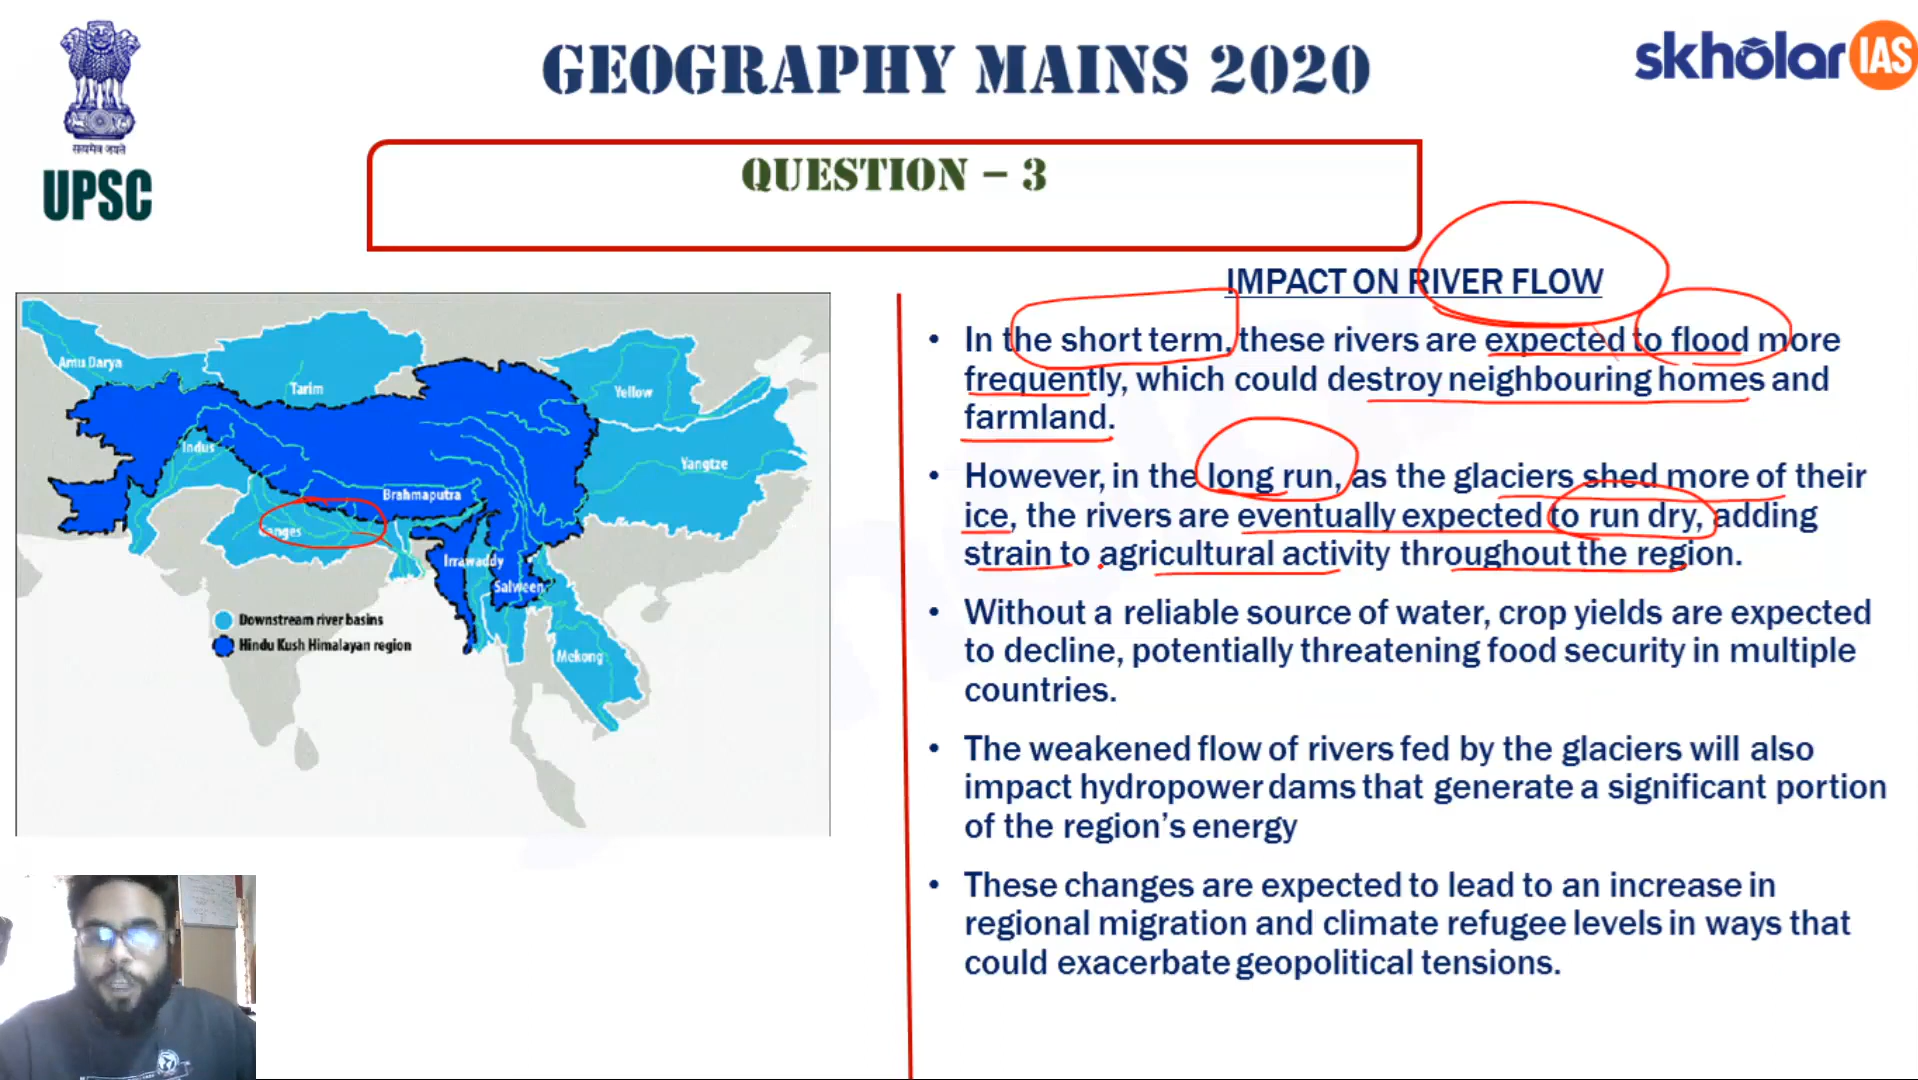 सत्यमेव जयते
UPSC
GEOGRAPHY MAINS 2020
skholar IAS
QUESTION – 3
IMPACT ON RIVER FLOW
• In the short term, these rivers are expected to flood more
frequently, which could destroy neighbouring homes and
farmland.
• However, in the long run, as the glaciers shed more of their
ice, the rivers are eventually expected to run dry, adding
strain to agricultural activity throughout the region.
• Without a reliable source of water, crop yields are expected
to decline, potentially threatening food security in multiple
countries.
• The weakened flow of rivers fed by the glaciers will also
impact hydropower dams that generate a significant portion
of the region's energy
• These changes are expected to lead to an increase in
regional migration and climate refugee levels in ways that
could exacerbate geopolitical tensions.
Amu Darya
Tarim
Yellow
Indus
Yangtze
Brahmaputra
anges
Irrawaddy
Salween
Downstream river basins
Hindu Kush Himalayan region
Mekong